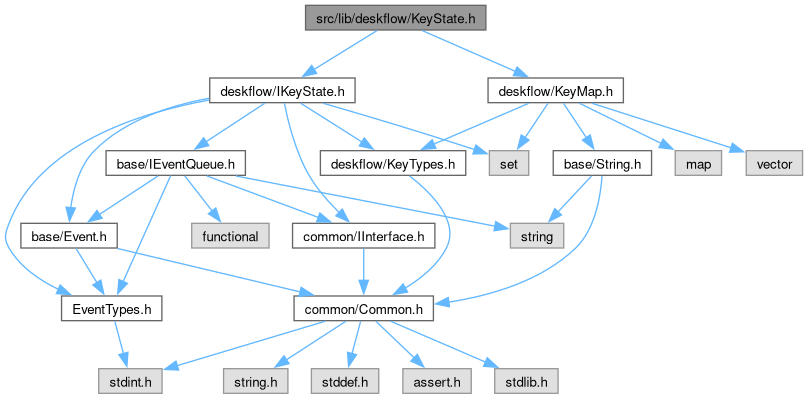 src/lib/deskflow/KeyState.h
deskflow/IKeyState.h
deskflow/KeyMap.h
base/IEventQueue.h
deskflow/KeyTypes.h
set
base/String.h
map
vector
base/Event.h
functional
common/IInterface.h
string
EventTypes.h
common/Common.h
stdint.h
string.h
stddef.h
assert.h
stdlib.h